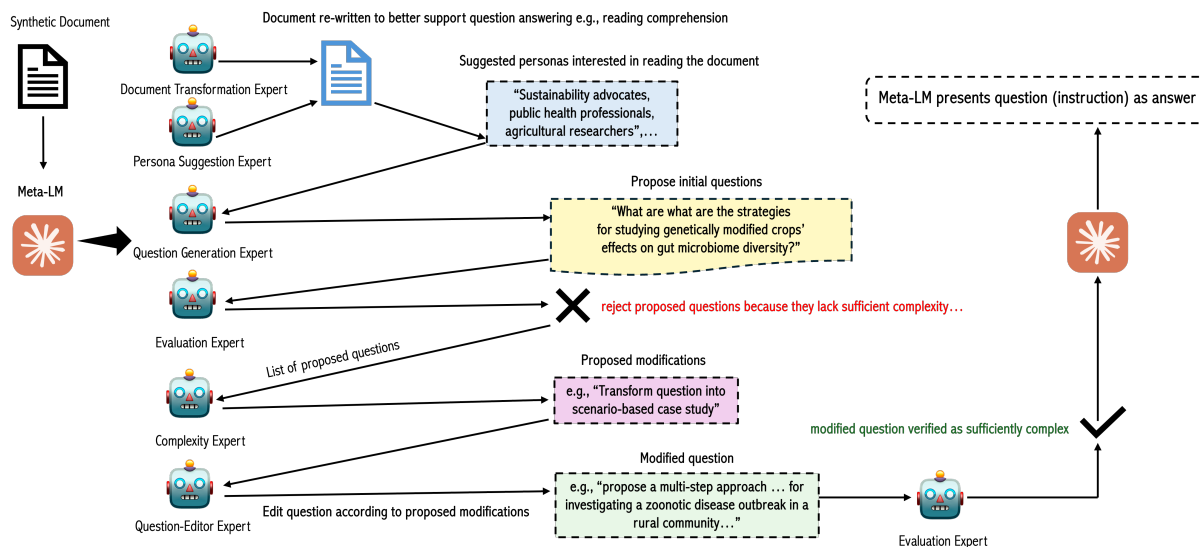 Synthetic Document
Document re-written to better support question answering e.g., reading comprehension
Document Transformation Expert
Suggested personas interested in reading the document
"Sustainability advocates,
public health professionals,
agricultural researchers",...
Persona Suggestion Expert
Meta-LM
Meta-LM presents question (instruction) as answer
Propose initial questions
"What are what are the strategies
for studying genetically modified crops'
effects on gut microbiome diversity?"
Question Generation Expert
reject proposed questions because they lack sufficient complexity...
Evaluation Expert
List of proposed questions
Proposed modifications
e.g., "Transform question into
scenario-based case study"
Complexity Expert
modified question verified as sufficiently complex
Modified question
e.g., "propose a multi-step approach ... for
investigating a zoonotic disease outbreak in a
rural community..."
Edit question according to proposed modifications
Question-Editor Expert
Evaluation Expert